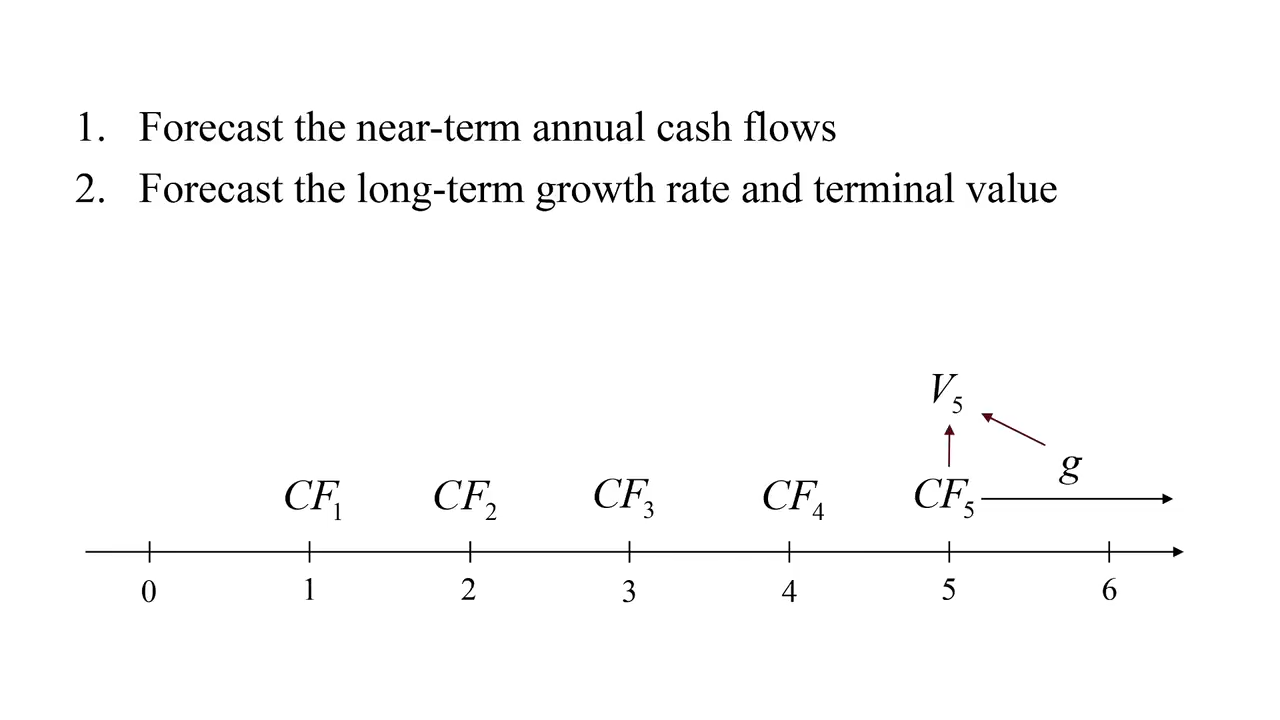 1. Forecast the near-term annual cash flows
2. Forecast the long-term growth rate and terminal value
V₅
g
CF₁ CF₂ CF₃ CF₄ CF₅
0 1 2 3 4 5 6